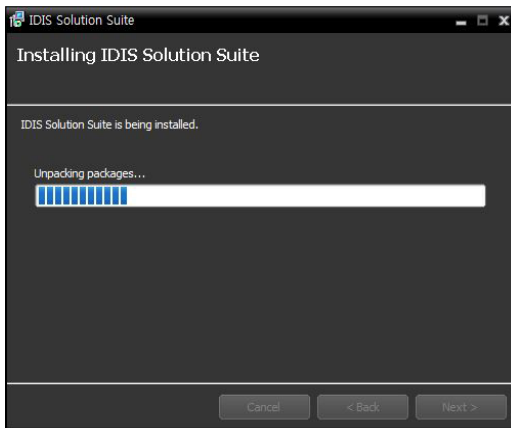 IDIS Solution Suite
Installing IDIS Solution Suite
IDIS Solution Suite is being installed.
Unpacking packages...
Cancel < Back Next >